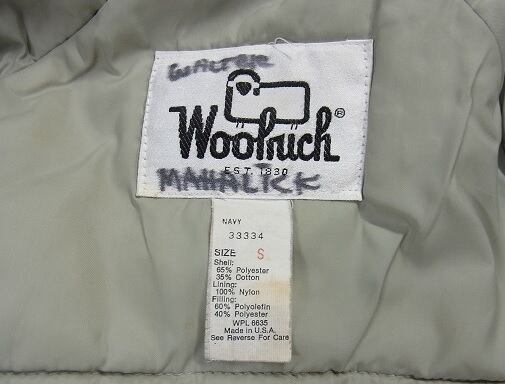 WALTER
Woolrich®
EST. 1830
MAHALICK
NAVY
33334
SIZE S
Shell:
65% Polyester
35% Cotton
Lining:
100% Nylon
Filling:
60% Polyolefin
40% Polyester
WPL 6635
Made in U.S.A.
See Reverse For Care